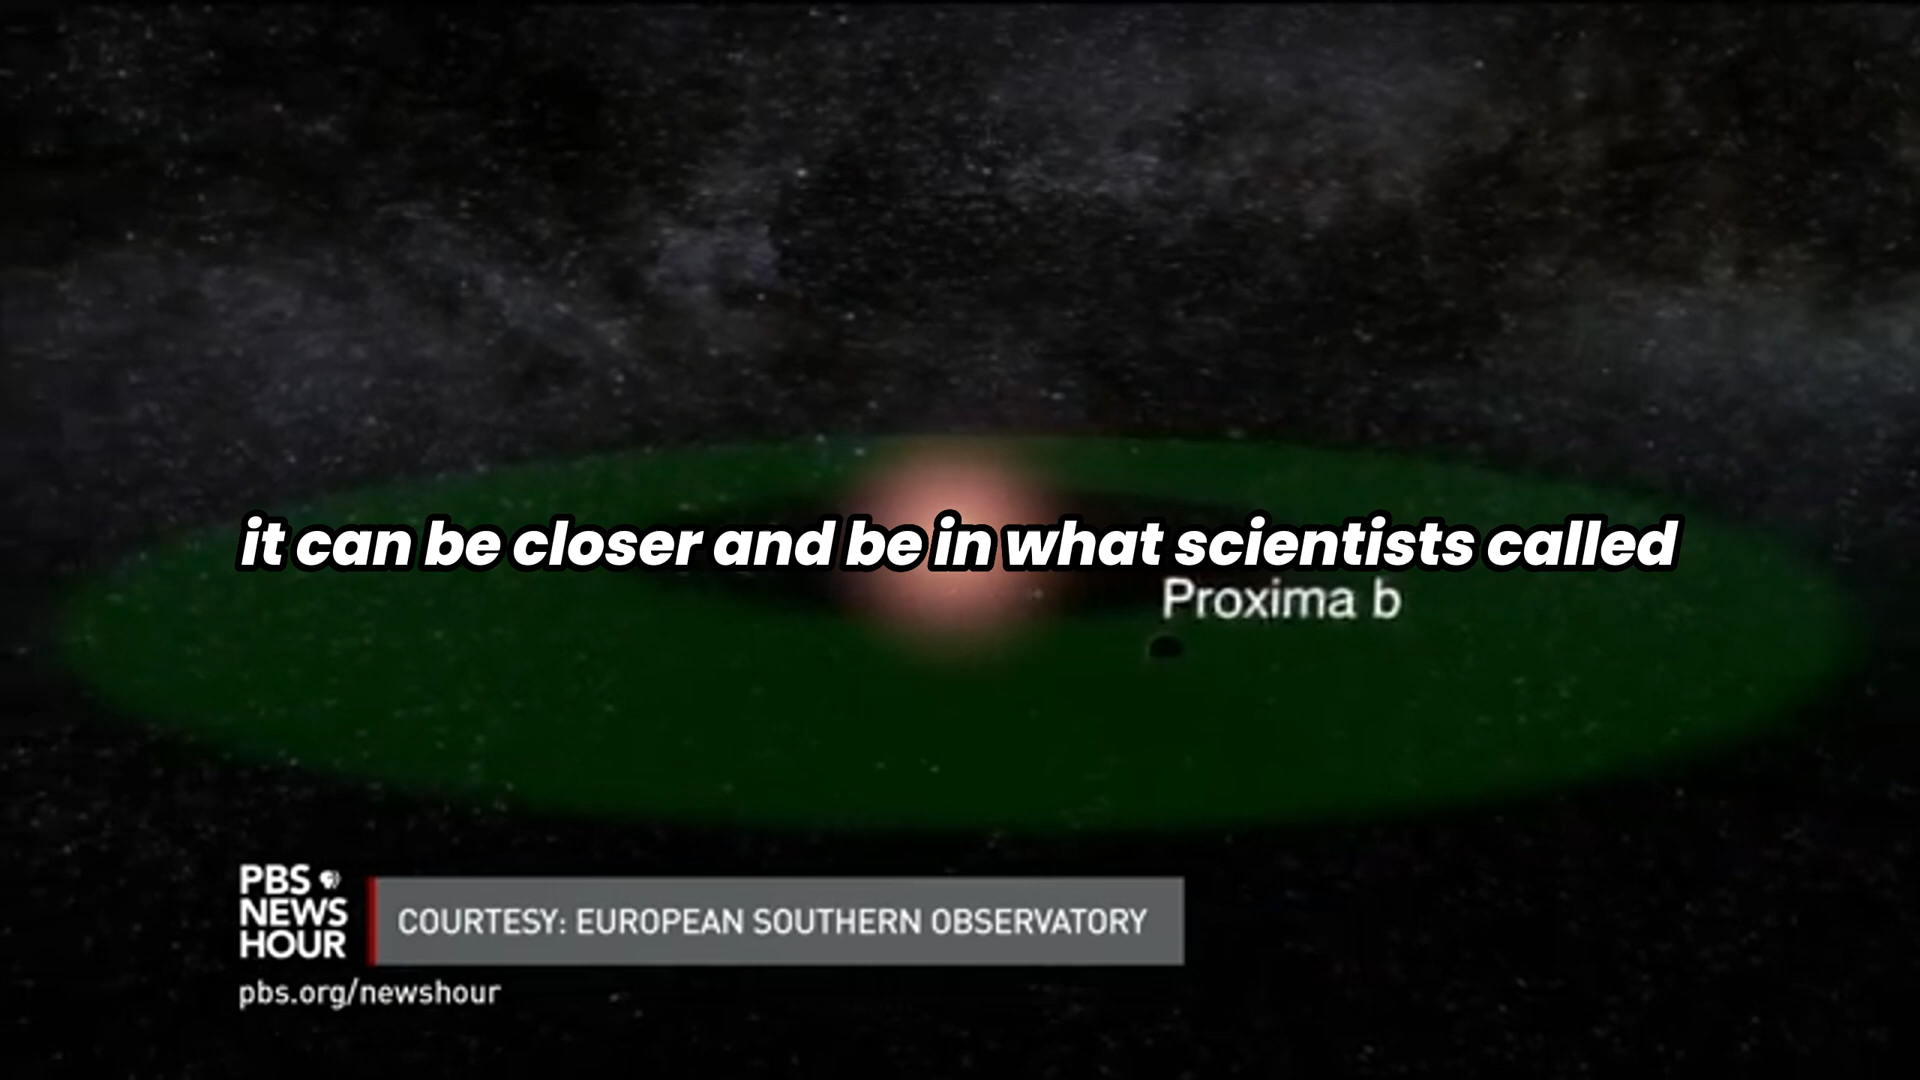 it can be closer and be in what scientists called
Proxima b
PBS
NEWS
HOUR
COURTESY: EUROPEAN SOUTHERN OBSERVATORY
pbs.org/newshour